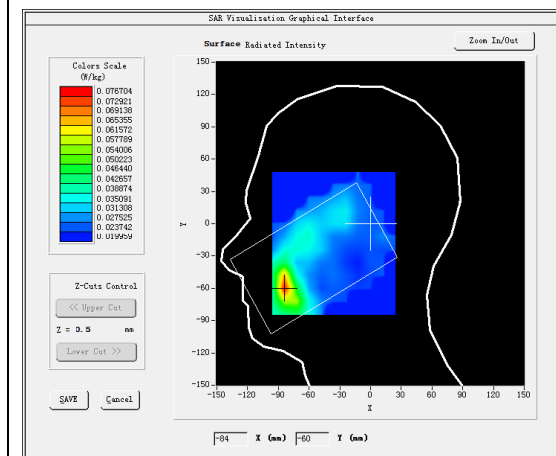 SAR Visualisation Graphical Interface
Surface Radiated Intensity
Zoom In/Out
Colors Scale
(W/kg)
0.076704
0.072921
0.069138
0.065355
0.061572
0.057789
0.054006
0.050223
0.046440
0.042657
0.038874
0.035091
0.031308
0.027525
0.023742
0.019959
150
120
90
60
30
0
-30
-60
-90
-120
-150
Y
-150 -120 -90 -60 -30 0 30 60 90 120 150
X
Z-Cuts Control
<< Upper Cut
Z = 0.5 mm
Lower Cut >>
SAVE Cancel
-84 X (mm) -60 Y (mm)